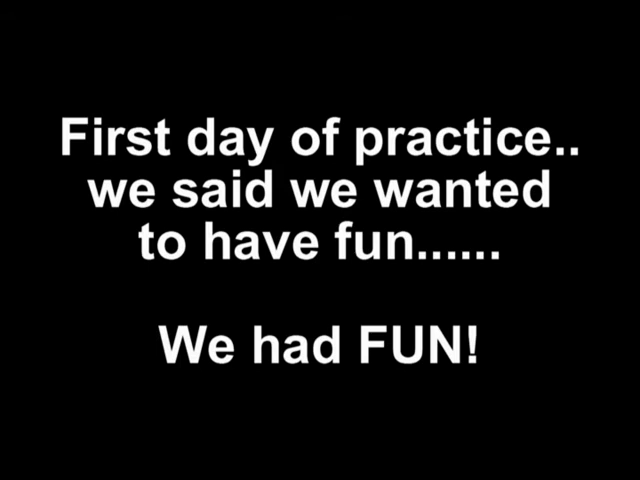 First day of practice..
we said we wanted
to have fun......
We had FUN!